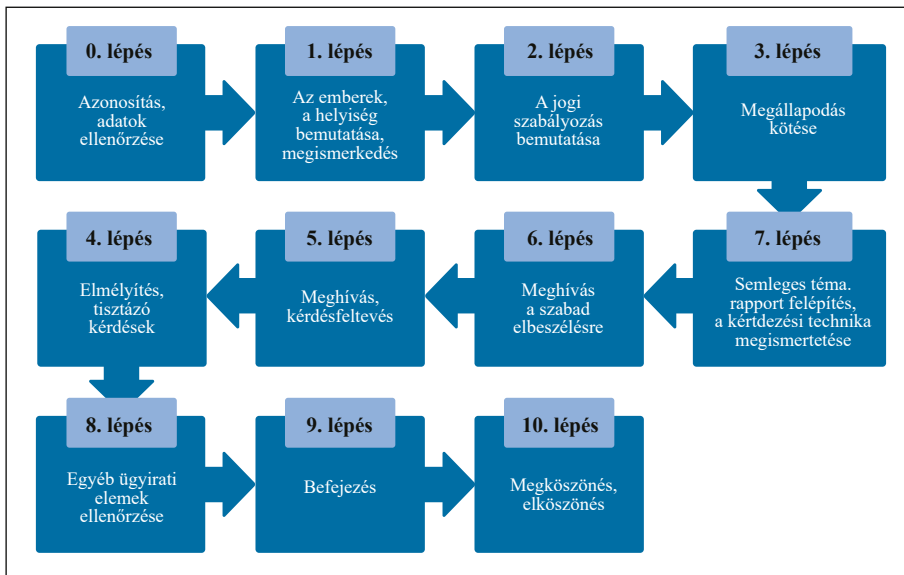 0. lépés
Azonosítás,
adatok
ellenőrzése
1. lépés
Az emberek,
a helyiség
bemutatása,
megismerkedés
2. lépés
A jogi
szabályozás
bemutatása
3. lépés
Megállapodás
kötése
4. lépés
Elmélyítés,
tisztázó
kérdések
5. lépés
Meghívás,
kérdésfeltevés
6. lépés
Meghívás
a szabad
elbeszélésre
7. lépés
Semleges téma.
rapport felépítés,
a kértdezési technika
megismertetése
8. lépés
Egyéb ügyirati
elemek
ellenőrzése
9. lépés
Befejezés
10. lépés
Megköszönés,
elköszönés